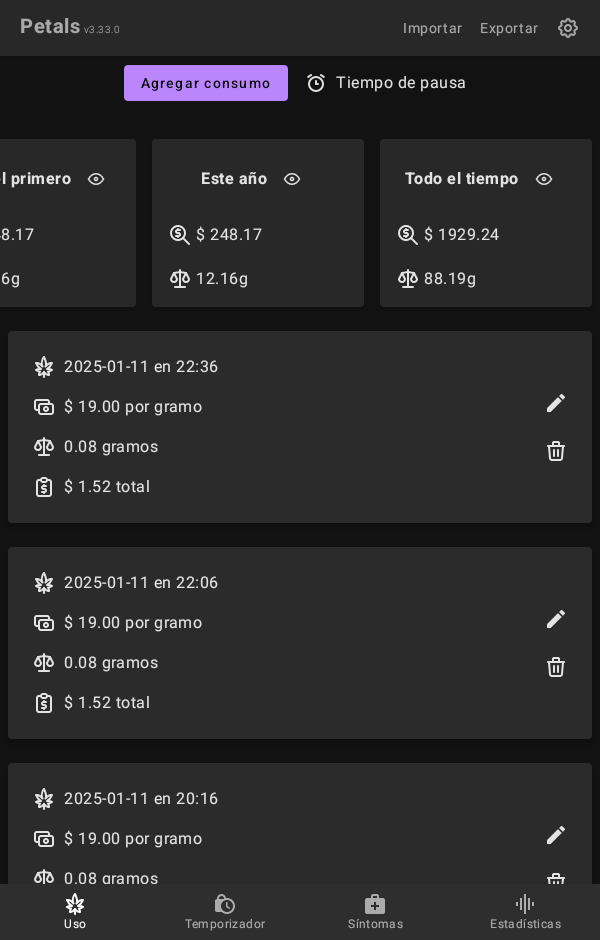 Petals v3.33.0
Importar
Exportar
Agregar consumo
Tiempo de pausa
l primero
8.17
6g
Este año
$ 248.17
12.16g
Todo el tiempo
$ 1929.24
88.19g
2025-01-11 en 22:36
$ 19.00 por gramo
0.08 gramos
$ 1.52 total
2025-01-11 en 22:06
$ 19.00 por gramo
0.08 gramos
$ 1.52 total
2025-01-11 en 20:16
$ 19.00 por gramo
0.08 gramos
Uso
Temporizador
Síntomas
Estadísticas